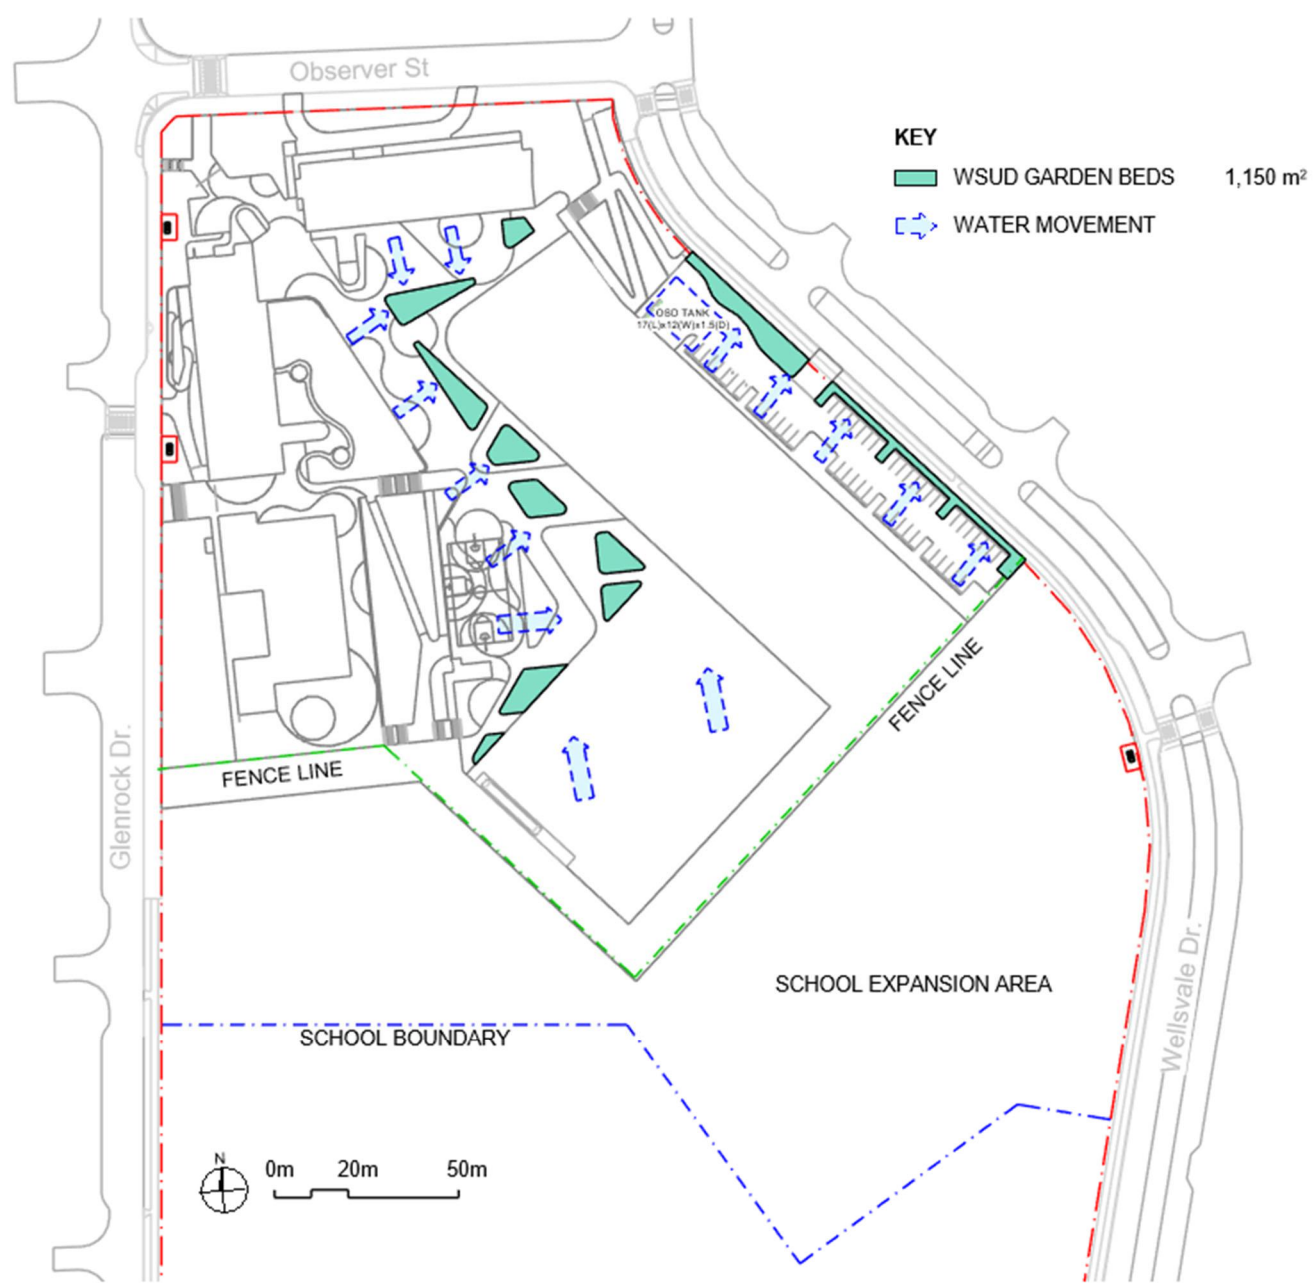 Observer St
KEY
WSUD GARDEN BEDS 1,150 m²
WATER MOVEMENT
OSD TANK
17(L)x12(W)x1.5(D)
FENCE LINE
FENCE LINE
Glenrock Dr.
SCHOOL EXPANSION AREA
Wellsvale Dr.
SCHOOL BOUNDARY
N
0m 20m 50m